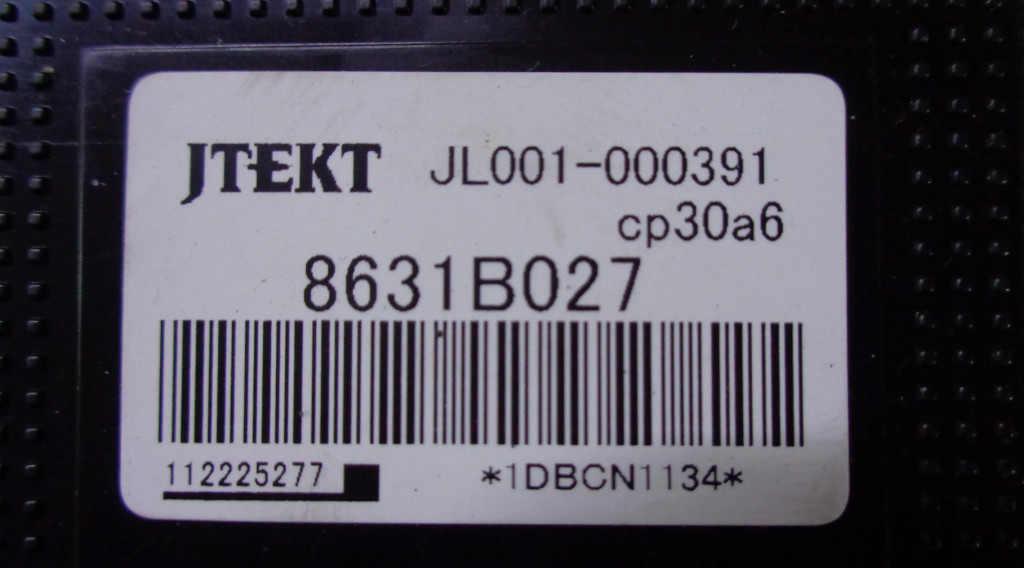 JTEKT JL001-000391
cp30a6
8631B027
112225277 *1DBCN1134*